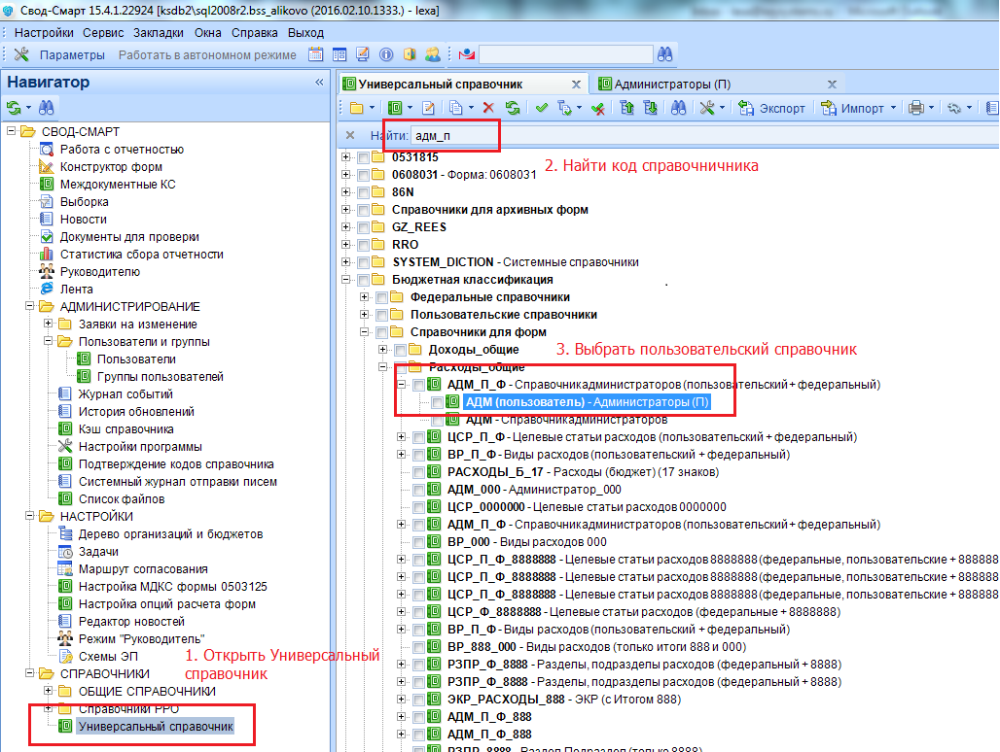 Свод-Смарт 15.4.1.22924 [ksdb2\sql2008r2.bss_alikovo (2016.02.10.1333.) - lexa]
Настройки Сервис Закладки Окна Справка Выход
Параметры Работать в автономном режиме
Навигатор
СВОД-СМАРТ
Работа с отчетностью
Конструктор форм
Междокументные КС
Выборка
Новости
Документы для проверки
Статистика сбора отчетности
Руководителю
Лента
АДМИНИСТРИРОВАНИЕ
Заявки на изменение
Пользователи и группы
Пользователи
Группы пользователей
Журнал событий
История обновлений
Кэш справочника
Настройки программы
Подтверждение кодов справочника
Системный журнал отправки писем
Список файлов
НАСТРОЙКИ
Дерево организаций и бюджетов
Задачи
Маршрут согласования
Настройка МДКС формы 0503125
Настройка опций расчета форм
Редактор новостей
Режим "Руководитель"
Схемы ЭП
1. Открыть Универсальный
справочник
СПРАВОЧНИКИ
ОБЩИЕ СПРАВОЧНИКИ
Справочники РРО
Универсальный справочник
Универсальный справочник
Администраторы (П)
Экспорт Импорт
Найти: адм_п
2. Найти код справочничника
0531815
0608031 - Форма: 0608031
86N
Справочники для архивных форм
GZ_REES
RRO
SYSTEM_DICTION - Системные справочники
Бюджетная классификация
Федеральные справочники
Пользовательские справочники
Справочники для форм
Доходы_общие
3. Выбрать пользовательский справочник
Расходы_общие
АДМ_П_Ф - Справочник администраторов (пользовательский + федеральный)
АДМ (пользователь) - Администраторы (П)
АДМ - Справочник администраторов
ЦСР_П_Ф - Целевые статьи расходов (пользовательский + федеральный)
ВР_П_Ф - Виды расходов (пользовательский + федеральный)
РАСХОДЫ_Б_17 - Расходы (бюджет) (17 знаков)
АДМ_000 - Администратор_000
ЦСР_0000000 - Целевые статьи расходов 0000000
АДМ_П_Ф - Справочник администраторов (пользовательский + федеральный)
ВР_000 - Виды расходов 000
ЦСР_П_Ф_8888888 - Целевые статьи расходов 8888888 (федеральные, пользовательские + 888888
ЦСР_П_Ф_8888888 - Целевые статьи расходов 8888888 (федеральные, пользовательские + 888888
ЦСР_П_Ф_8888888 - Целевые статьи расходов 8888888 (федеральные, пользовательские + 888888
ЦСР_Ф_8888888 - Целевые статьи расходов (федеральные + 8888888)
ВР_П_Ф - Виды расходов (пользовательский + федеральный)
ВР_888_000 - Виды расходов (только итоги 888 и 000)
РЗПР_Ф_8888 - Разделы, подразделы расходов (федеральный + 8888)
РЗПР_Ф_8888 - Разделы, подразделы расходов (федеральный + 8888)
ЭКР_РАСХОДЫ_888 - ЭКР (с Итогом 888)
АДМ_П_Ф_888
АДМ_П_Ф_888
РЗПР_8888 - Раздел Подраздел (только 8888)